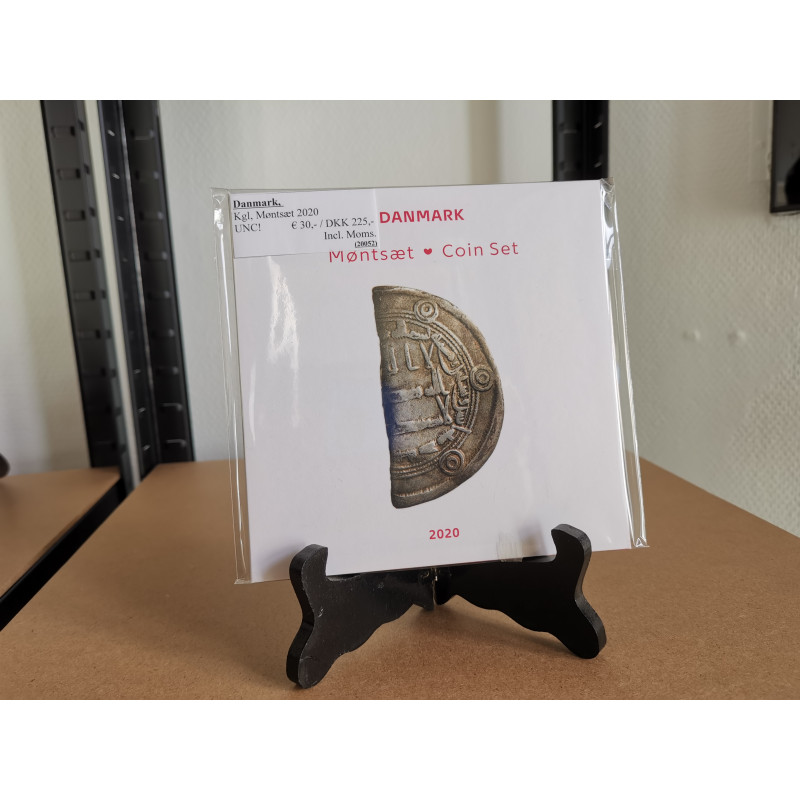 Danmark,
Kgl. Møntsæt 2020
UNC! € 30,- / DKK 225,-
Incl. Moms.
(20052)
DANMARK
Møntsæt ♥ Coin Set
2020